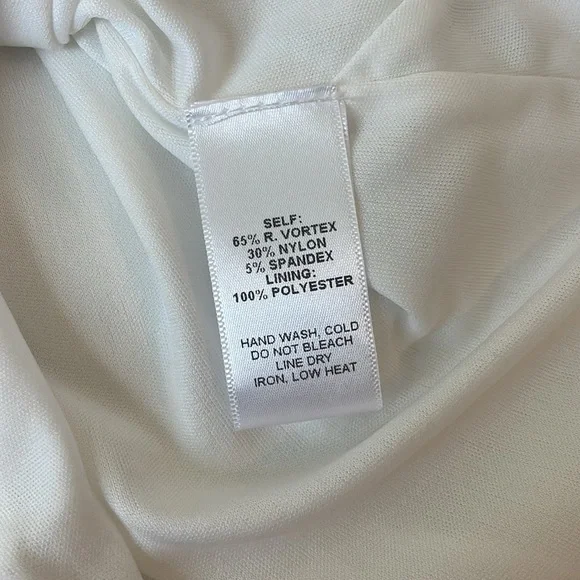 SELF:
65% R. VORTEX
30% NYLON
5% SPANDEX
LINING:
100% POLYESTER
HAND WASH, COLD
DO NOT BLEACH
LINE DRY
IRON, LOW HEAT